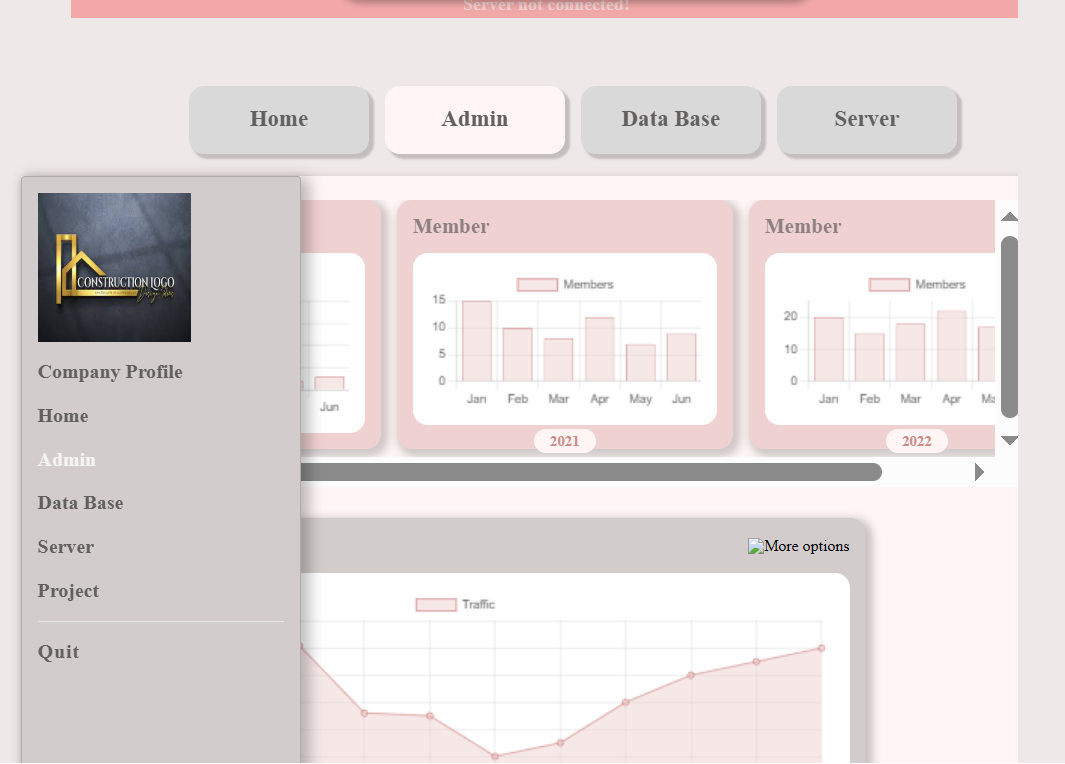 Server not connected!
Home
Admin
Data Base
Server
CONSTRUCTION LOGO
Company Profile
Home
Admin
Data Base
Server
Project
Quit
Jun
Member
Members
15
10
5
0
Jan Feb Mar Apr May Jun
2021
Member
Members
20
10
0
Jan Feb Mar Apr Ma
2022
More options
Traffic